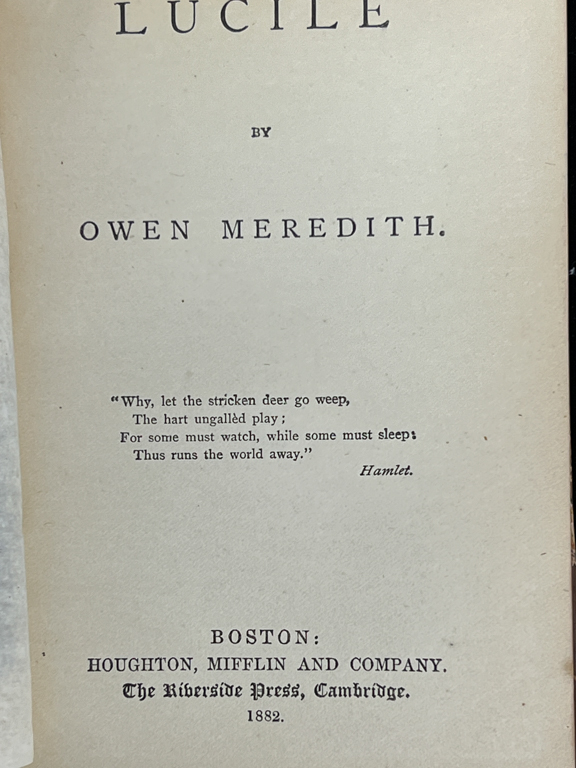 LUCILE
BY
OWEN MEREDITH.
"Why, let the stricken deer go weep,
The hart ungallèd play;
For some must watch, while some must sleep:
Thus runs the world away."
Hamlet.
BOSTON:
HOUGHTON, MIFFLIN AND COMPANY.
The Riverside Press, Cambridge.
1882.